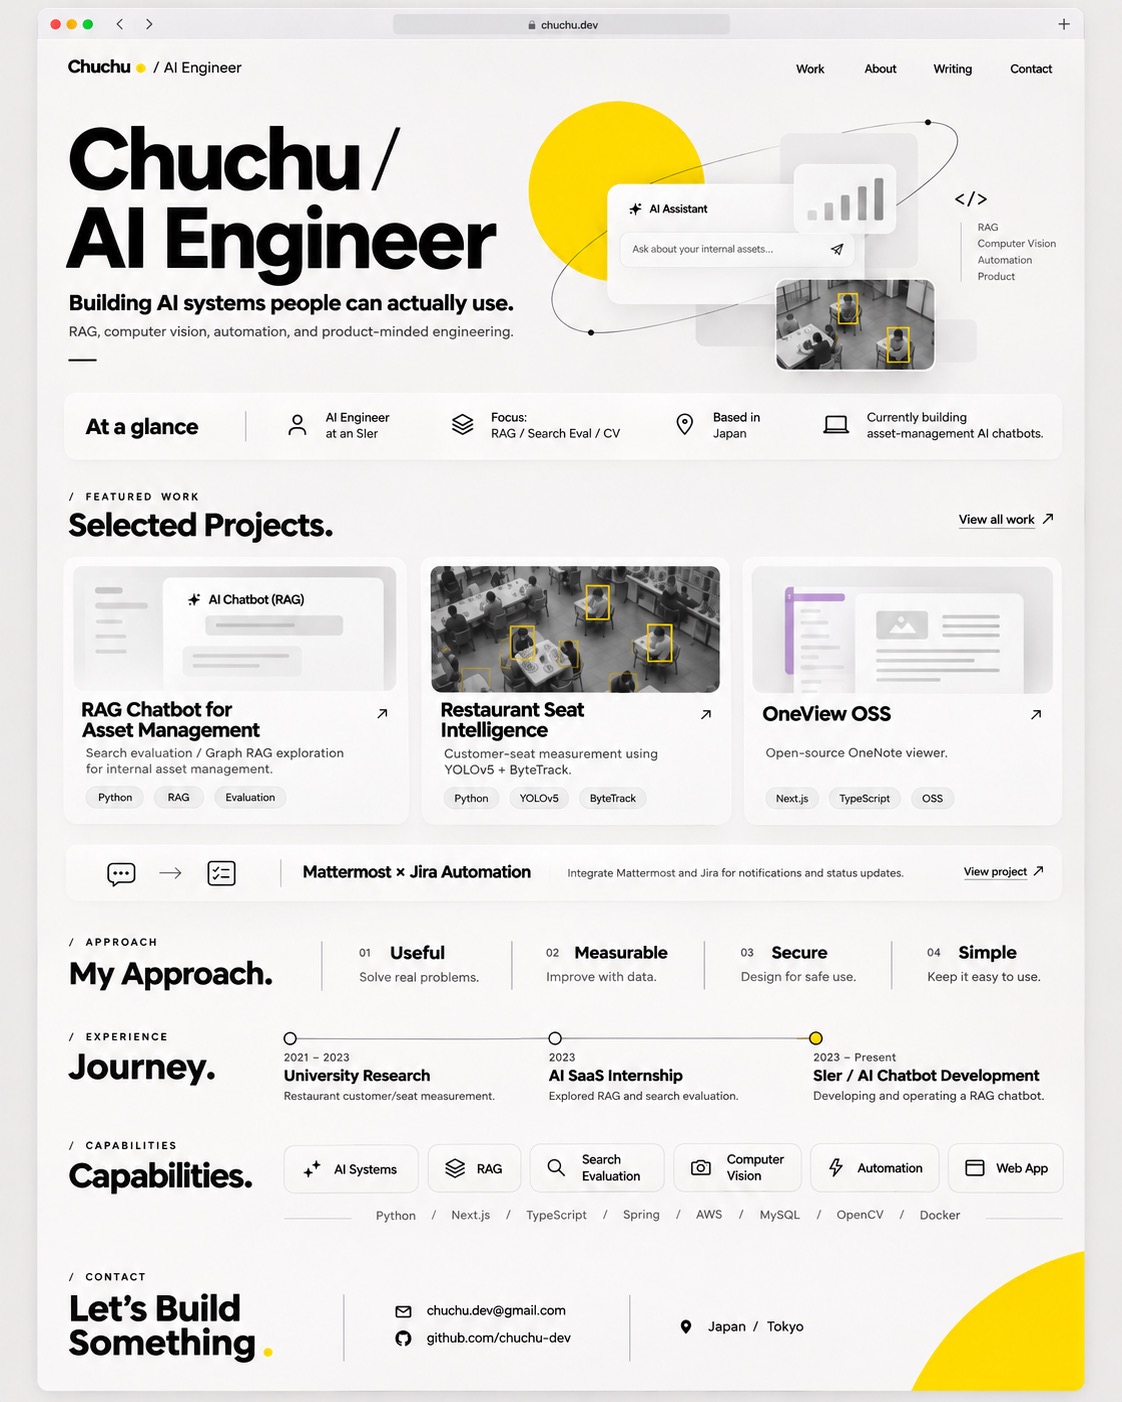 chuchu.dev
Chuchu / AI Engineer
Work About Writing Contact
Chuchu /
AI Engineer
Building AI systems people can actually use.
RAG, computer vision, automation, and product-minded engineering.
AI Assistant
Ask about your internal assets...
</>
RAG
Computer Vision
Automation
Product
At a glance
AI Engineer
at an SIer
Focus:
RAG / Search Eval / CV
Based in
Japan
Currently building
asset-management AI chatbots.
/ FEATURED WORK
Selected Projects.
View all work
AI Chatbot (RAG)
RAG Chatbot for
Asset Management
Search evaluation / Graph RAG exploration
for internal asset management.
Python RAG Evaluation
Restaurant Seat
Intelligence
Customer-seat measurement using
YOLOv5 + ByteTrack.
Python YOLOv5 ByteTrack
OneView OSS
Open-source OneNote viewer.
Next.js TypeScript OSS
Mattermost × Jira Automation
Integrate Mattermost and Jira for notifications and status updates.
View project
/ APPROACH
My Approach.
01 Useful
Solve real problems.
02 Measurable
Improve with data.
03 Secure
Design for safe use.
04 Simple
Keep it easy to use.
/ EXPERIENCE
Journey.
2021 – 2023
University Research
Restaurant customer/seat measurement.
2023
AI SaaS Internship
Explored RAG and search evaluation.
2023 – Present
SIer / AI Chatbot Development
Developing and operating a RAG chatbot.
/ CAPABILITIES
Capabilities.
AI Systems
RAG
Search
Evaluation
Computer
Vision
Automation
Web App
Python / Next.js / TypeScript / Spring / AWS / MySQL / OpenCV / Docker
/ CONTACT
Let's Build
Something.
chuchu.dev@gmail.com
github.com/chuchu-dev
Japan / Tokyo